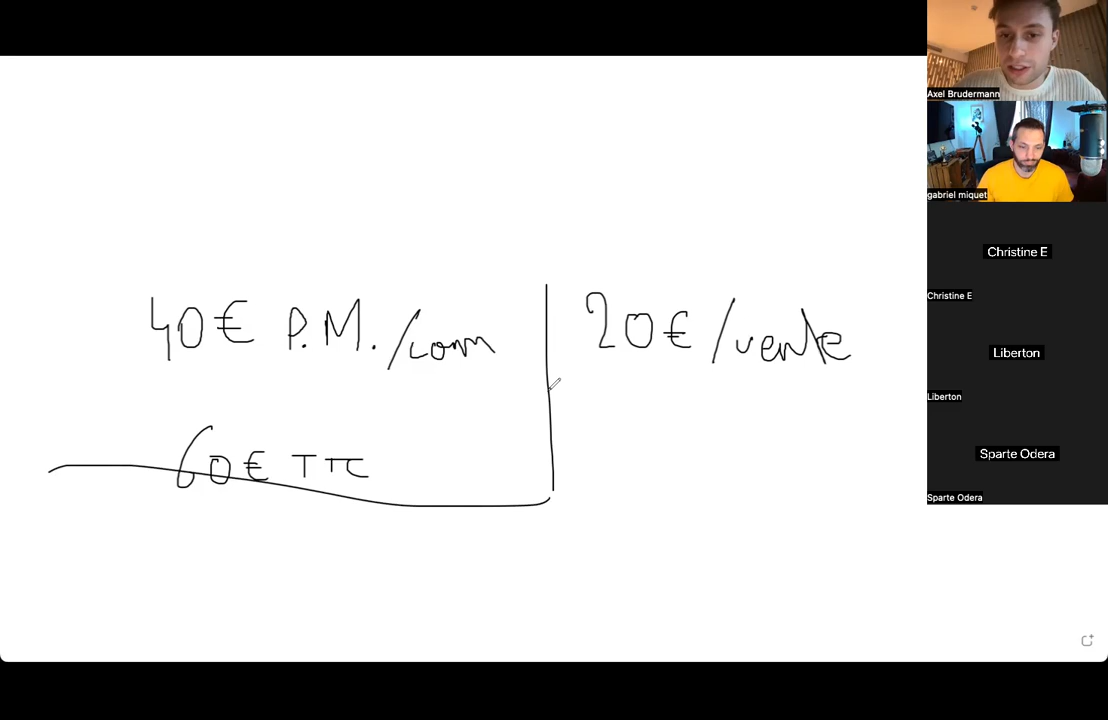 40€ P.M./com
20€/vente
60€ TTC
Axel Brudermann
gabriel miquet
Christine E
Christine E
Liberton
Liberton
Sparte Odera
Sparte Odera